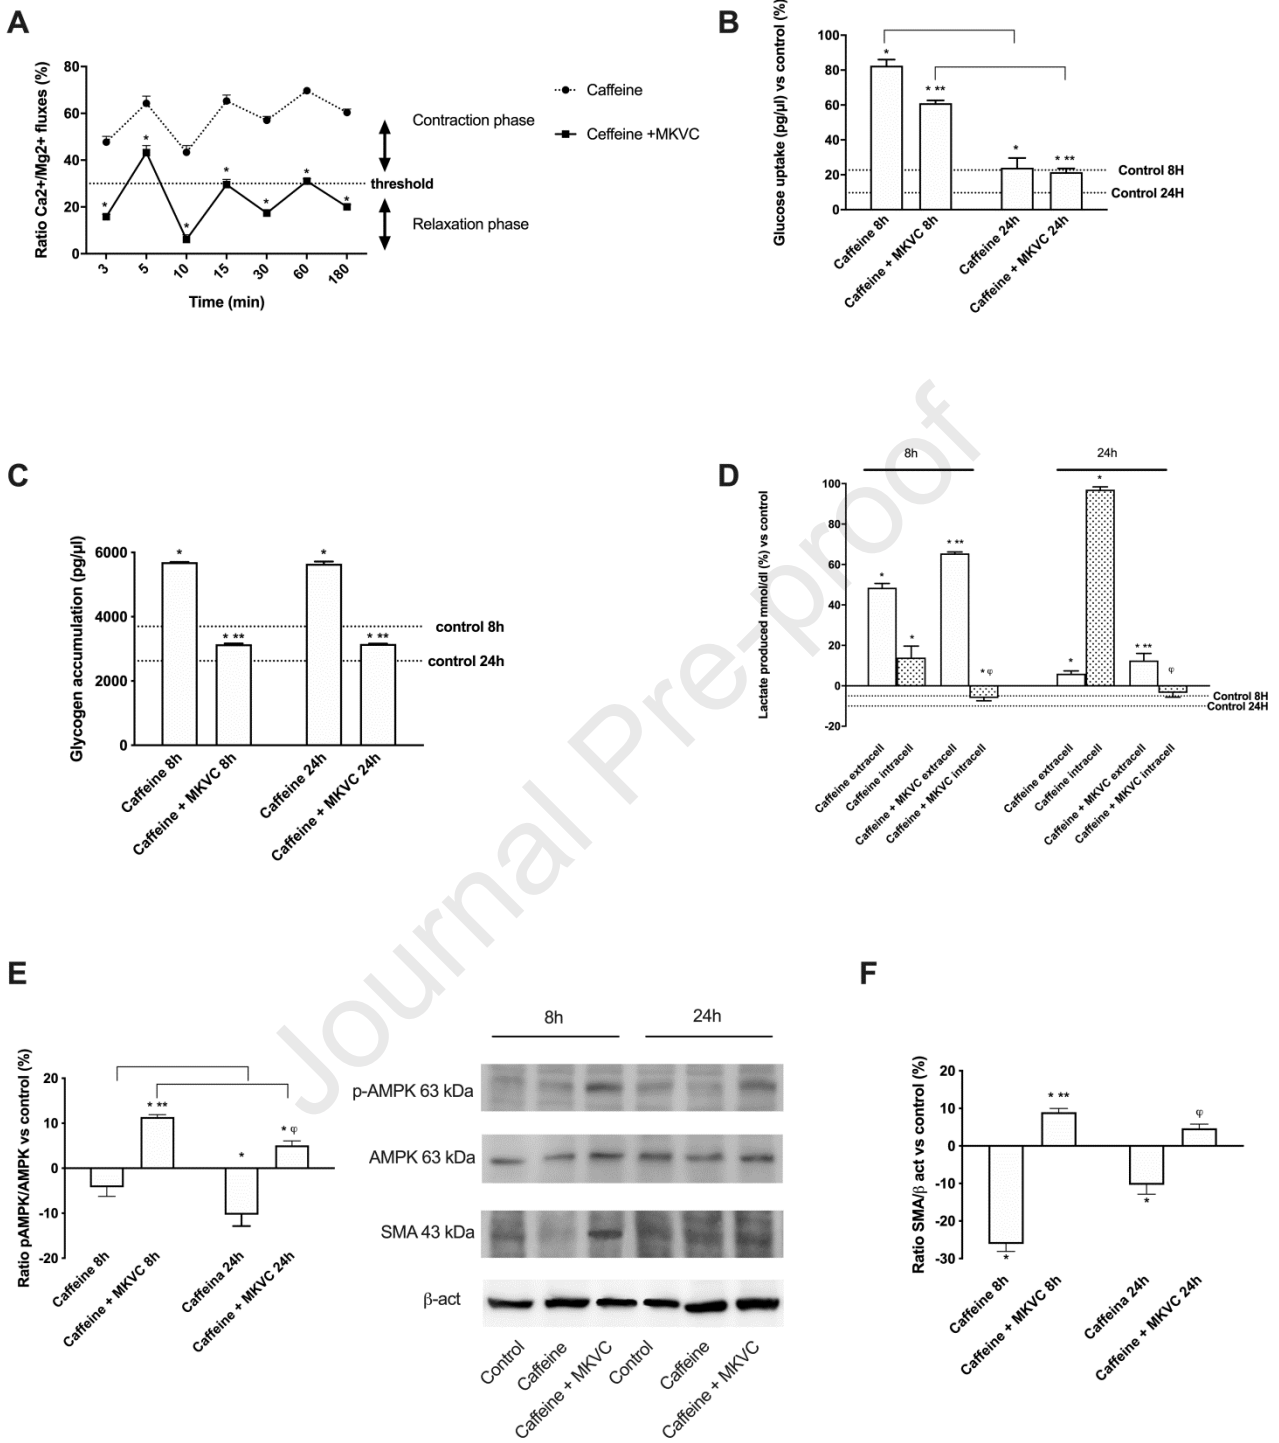 A
Ratio Ca2+/Mg2+ fluxes (%)
80
60
40
20
0
3
5
10
15
30
60
180
Time (min)
*
*
*
*
*
*
*
Contraction phase
threshold
Relaxation phase
Caffeine
Ceffeine +MKVC
B
Glucose uptake (pg/µl) vs control (%)
100
80
60
40
20
0
*
* **
*
* **
Control 8H
Control 24H
Caffeine 8h
Caffeine + MKVC 8h
Caffeine 24h
Caffeine + MKVC 24h
C
Glycogen accumulation (pg/µl)
6000
4000
2000
0
*
* **
*
* **
control 8h
control 24h
Caffeine 8h
Caffeine + MKVC 8h
Caffeine 24h
Caffeine + MKVC 24h
D
8h
24h
Lactate produced mmol/dl (%) vs control
100
80
60
40
20
0
-20
*
*
* **
* φ
*
*
* **
φ
Control 8H
Control 24H
Caffeine extracell
Caffeine intracell
Caffeine + MKVC extracell
Caffeine + MKVC intracell
Caffeine extracell
Caffeine intracell
Caffeine + MKVC extracell
Caffeine + MKVC intracell
Journal Pre-proof
E
Ratio pAMPK/AMPK vs control (%)
20
10
0
-10
-20
* **
*
* φ
Caffeine 8h
Caffeine + MKVC 8h
Caffeina 24h
Caffeine + MKVC 24h
8h
24h
p-AMPK 63 kDa
AMPK 63 kDa
SMA 43 kDa
β-act
Control
Caffeine
Caffeine + MKVC
Control
Caffeine
Caffeine + MKVC
F
Ratio SMA/β act vs control (%)
20
10
0
-10
-20
-30
*
* **
*
φ
Caffeine 8h
Caffeine + MKVC 8h
Caffeina 24h
Caffeine + MKVC 24h